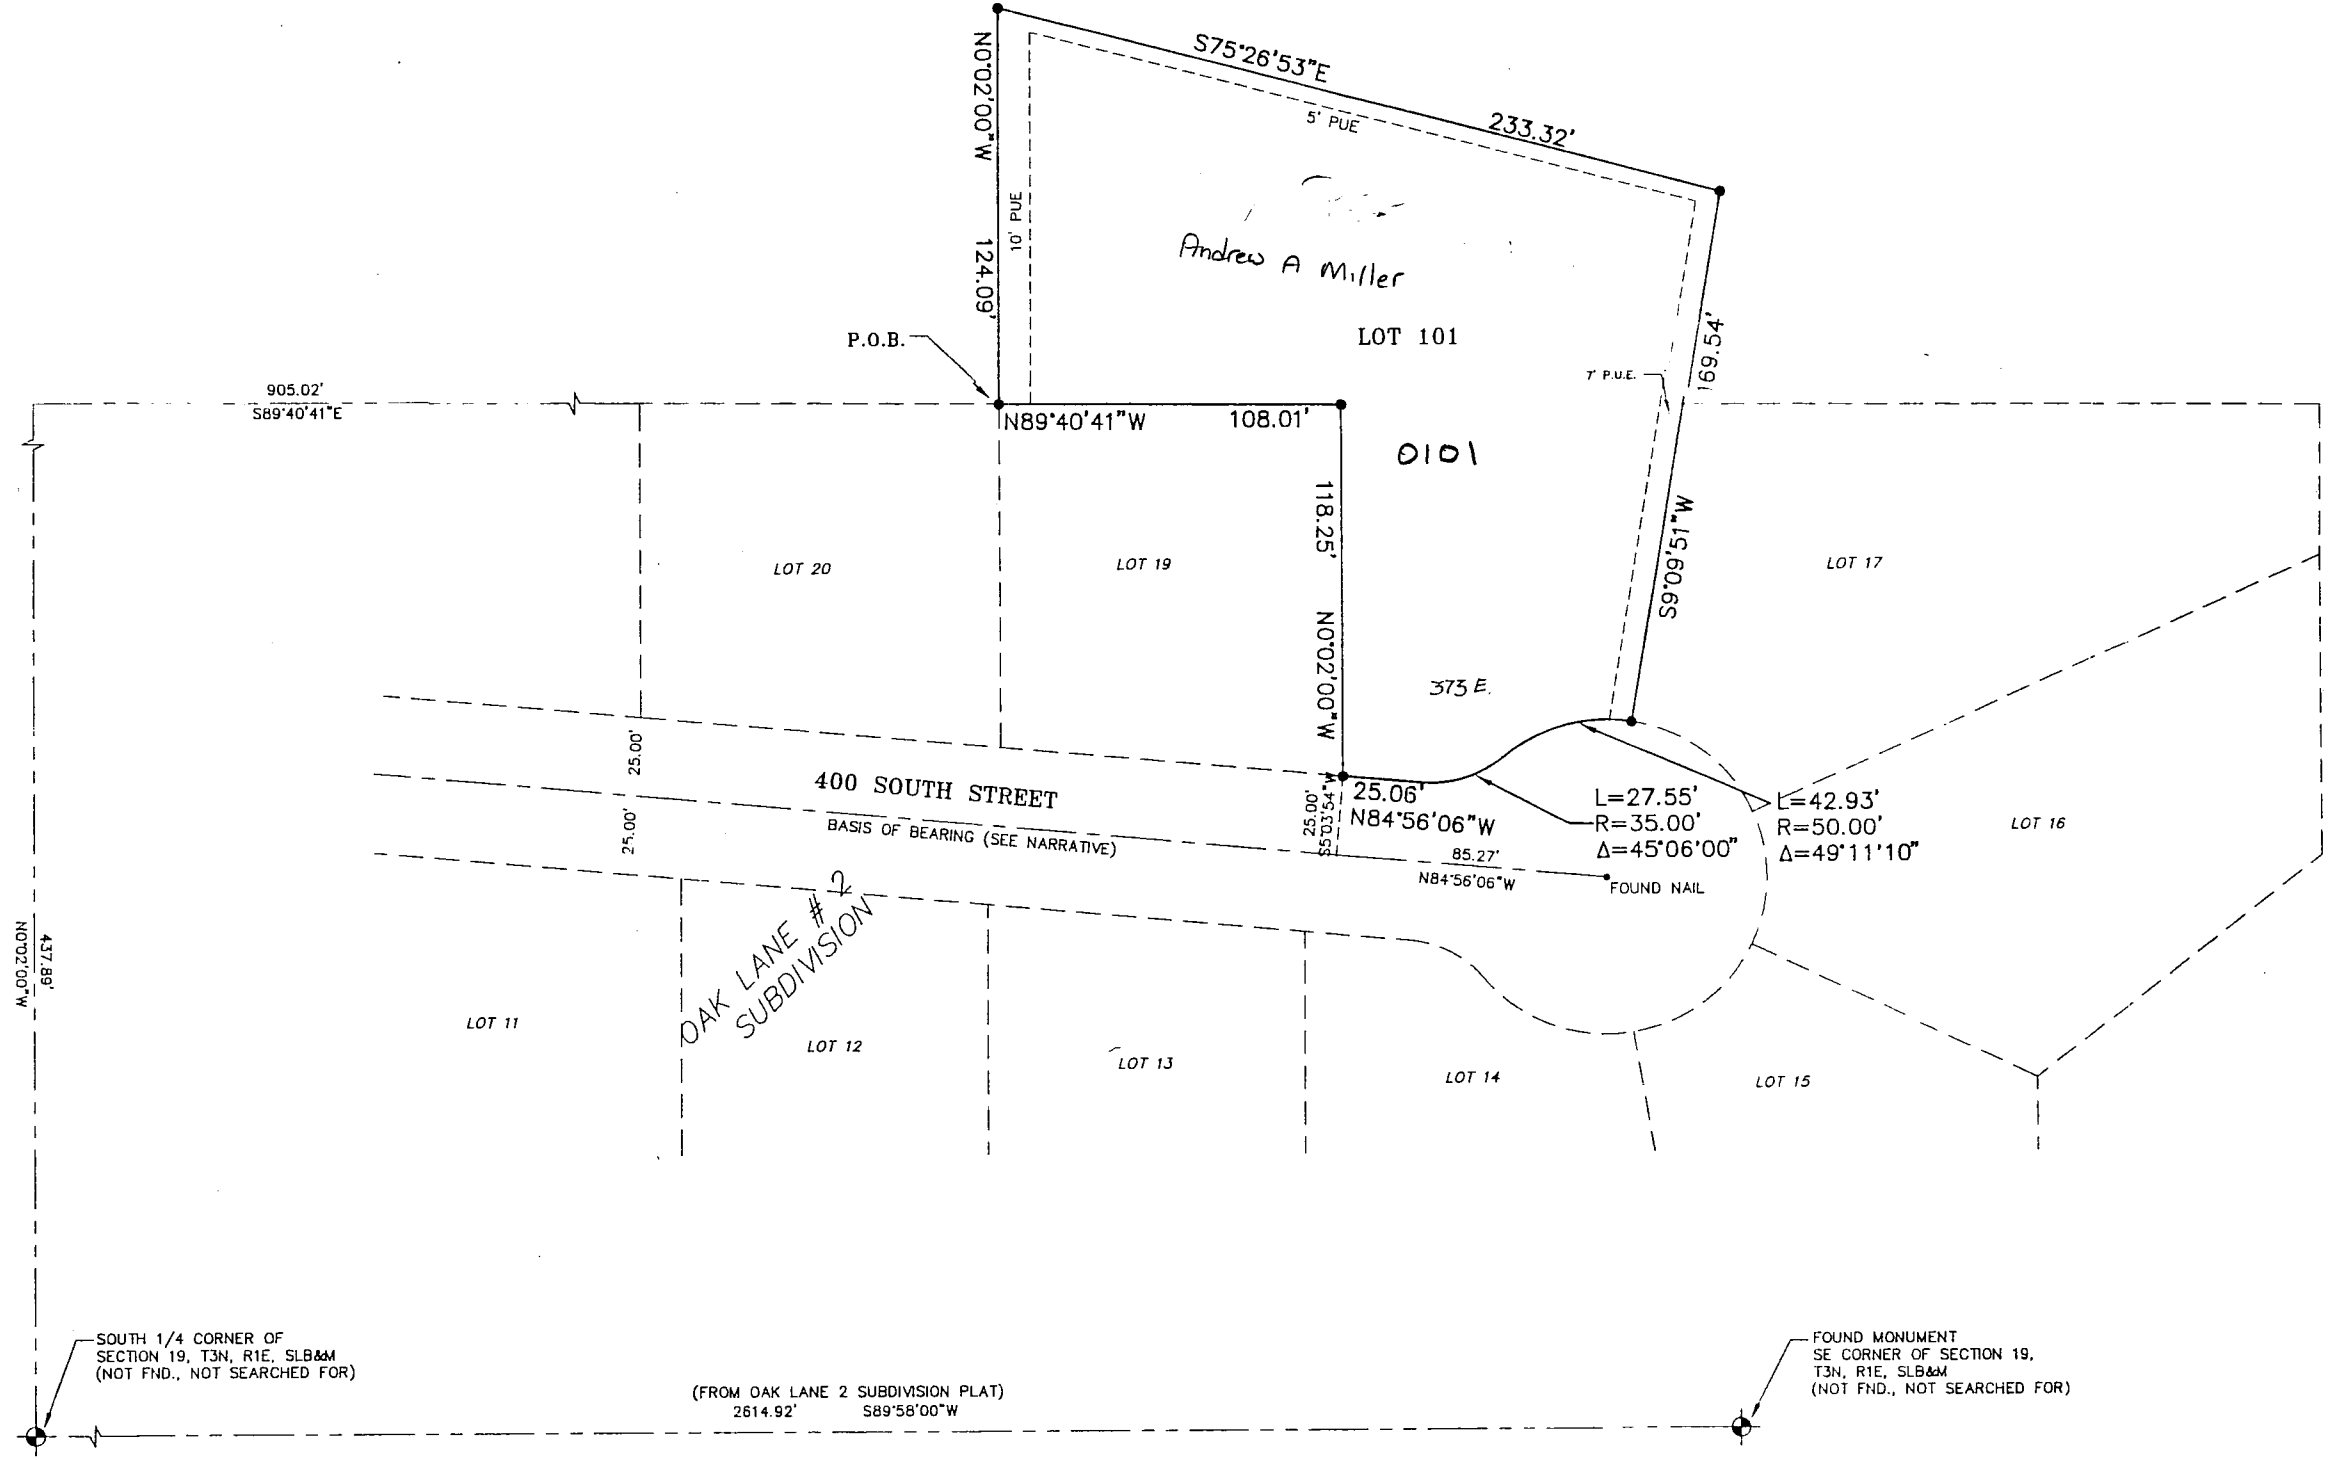 S75°26'53"E
233.32'
N0°02'00"W
124.09'
10' PUE
5' PUE
Andrew A Miller
LOT 101
P.O.B.
169.54'
S9°09'51"W
7' P.U.E.
905.02'
S89°40'41"E
N89°40'41"W 108.01'
0101
118.25'
N0°02'00"W
LOT 20
LOT 19
LOT 17
373 E.
25.00'
25.00'
400 SOUTH STREET
BASIS OF BEARING (SEE NARRATIVE)
25.00'
S5°03'54"W
25.06'
N84°56'06"W
85.27'
N84°56'06"W
FOUND NAIL
L=27.55'
R=35.00'
Δ=45°06'00"
L=42.93'
R=50.00'
Δ=49°11'10"
LOT 16
OAK LANE # 2
SUBDIVISION
437.89'
N0°02'00"W
LOT 11
LOT 12
LOT 13
LOT 14
LOT 15
SOUTH 1/4 CORNER OF
SECTION 19, T3N, R1E, SLB&M
(NOT FND., NOT SEARCHED FOR)
(FROM OAK LANE 2 SUBDIVISION PLAT)
2614.92' S89°58'00"W
FOUND MONUMENT
SE CORNER OF SECTION 19,
T3N, R1E, SLB&M
(NOT FND., NOT SEARCHED FOR)